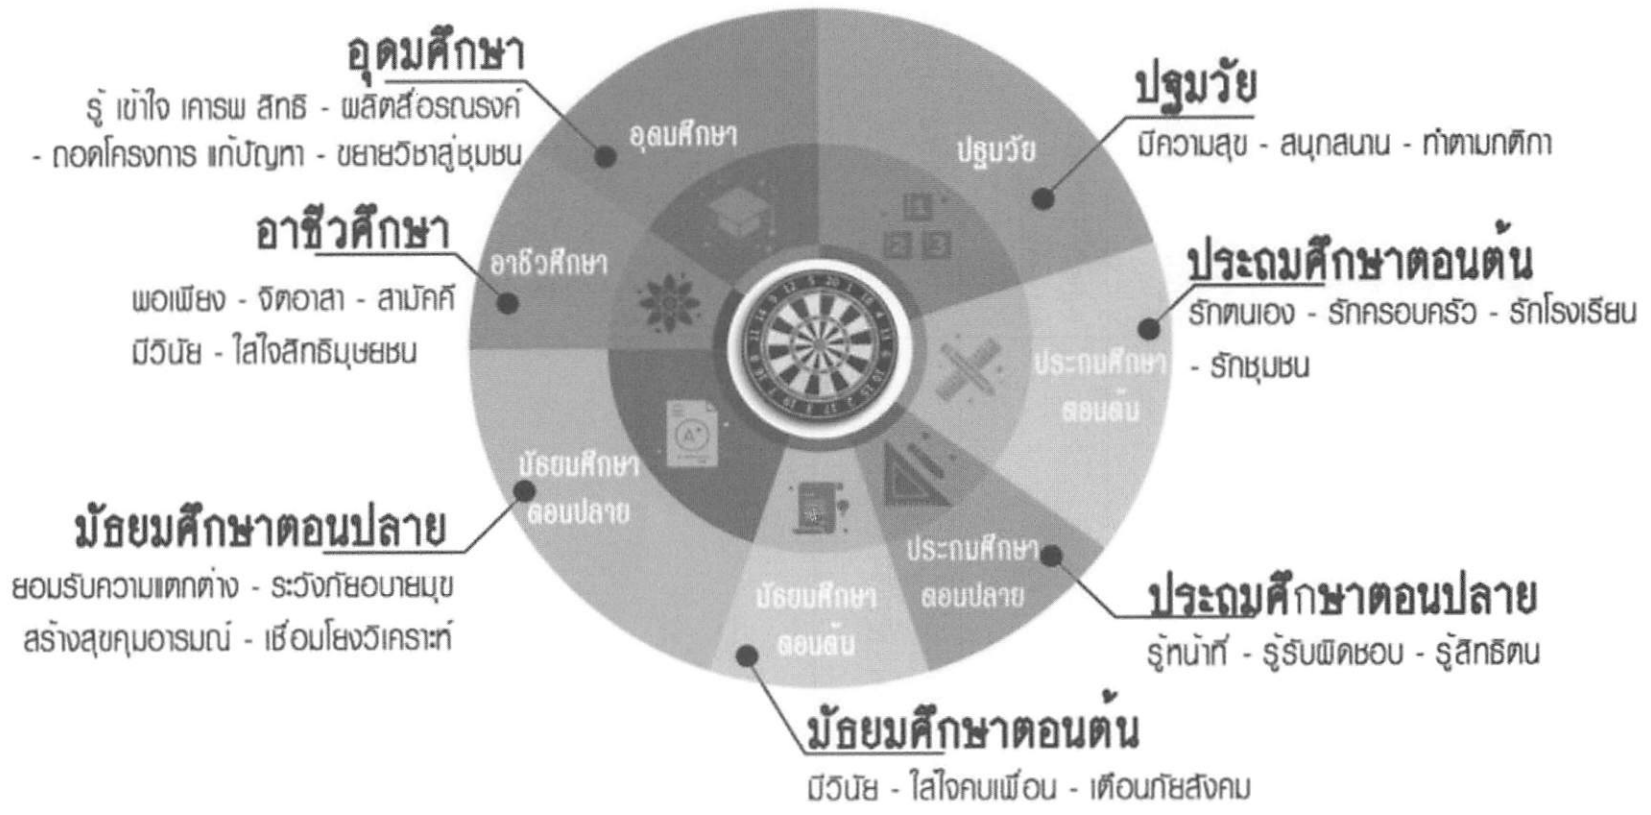 อุดมศึกษา
รู้ เข้าใจ เคารพ สิทธิ - ผลิตสื่อรณรงค์
- ถอดโครงการ แก้ปัญหา - ขยายวิชาสู่ชุมชน
อาชีวศึกษา
พอเพียง - จิตอาสา - สามัคคี
มีวินัย - ใส่ใจสิทธิมุษยชน
มัธยมศึกษาตอนปลาย
ยอมรับความแตกต่าง - ระวังภัยอบายมุข
สร้างสุขคุมอารมณ์ - เชื่อมโยงวิเคราะห์
ปฐมวัย
มีความสุข - สนุกสนาน - ทำตามกติกา
ประถมศึกษาตอนต้น
รักตนเอง - รักครอบครัว - รักโรงเรียน
- รักชุมชน
ประถมศึกษาตอนปลาย
รู้หน้าที่ - รู้รับผิดชอบ - รู้สิทธิตน
มัธยมศึกษาตอนต้น
มีวินัย - ใส่ใจคบเพื่อน - เตือนภัยสังคม
อุดมศึกษา
ปฐมวัย
อาชีวศึกษา
ประถมศึกษา
ตอนต้น
มัธยมศึกษา
ตอนปลาย
ประถมศึกษา
ตอนปลาย
มัธยมศึกษา
ตอนต้น
1
2 3
A+